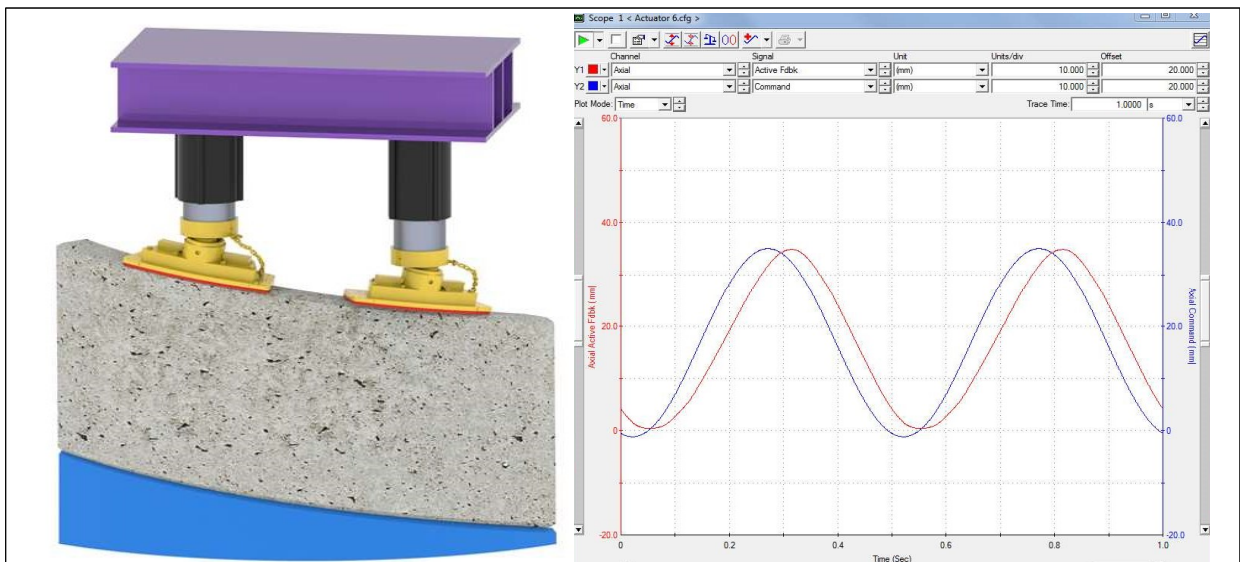 Scope 1 < Actuator 6.cfg >
Channel Signal Unit Units/div Offset
Y1 Axial Active Fdbk (mm) 10.000 20.000
Y2 Axial Command (mm) 10.000 20.000
Plot Mode: Time Trace Time: 1.0000 s
60.0 60.0
40.0 40.0
Axial Active Fdbk (mm)
Axial Command (mm)
20.0 20.0
0 0
-20.0 -20.0
0 0.2 0.4 0.6 0.8 1.0
Time (Sec)